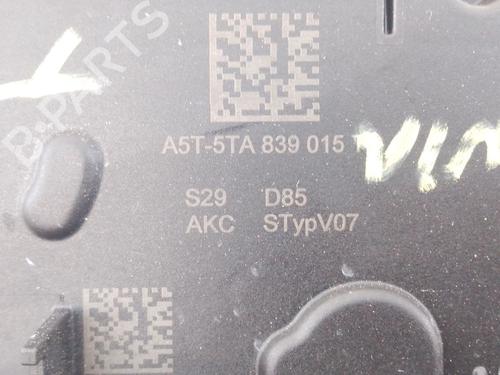 B-PARTS
A5T-5TA 839 015
VIN
S29 D85
AKC STypV07